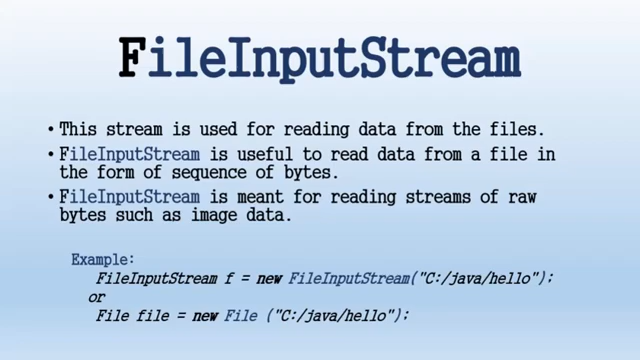 FileInputStream
• This stream is used for reading data from the files.
• FileInputStream is useful to read data from a file in
the form of sequence of bytes.
• FileInputStream is meant for reading streams of raw
bytes such as image data.
Example:
FileInputStream f = new FileInputStream("C:/java/hello");
or
File file = new File ("C:/java/hello");